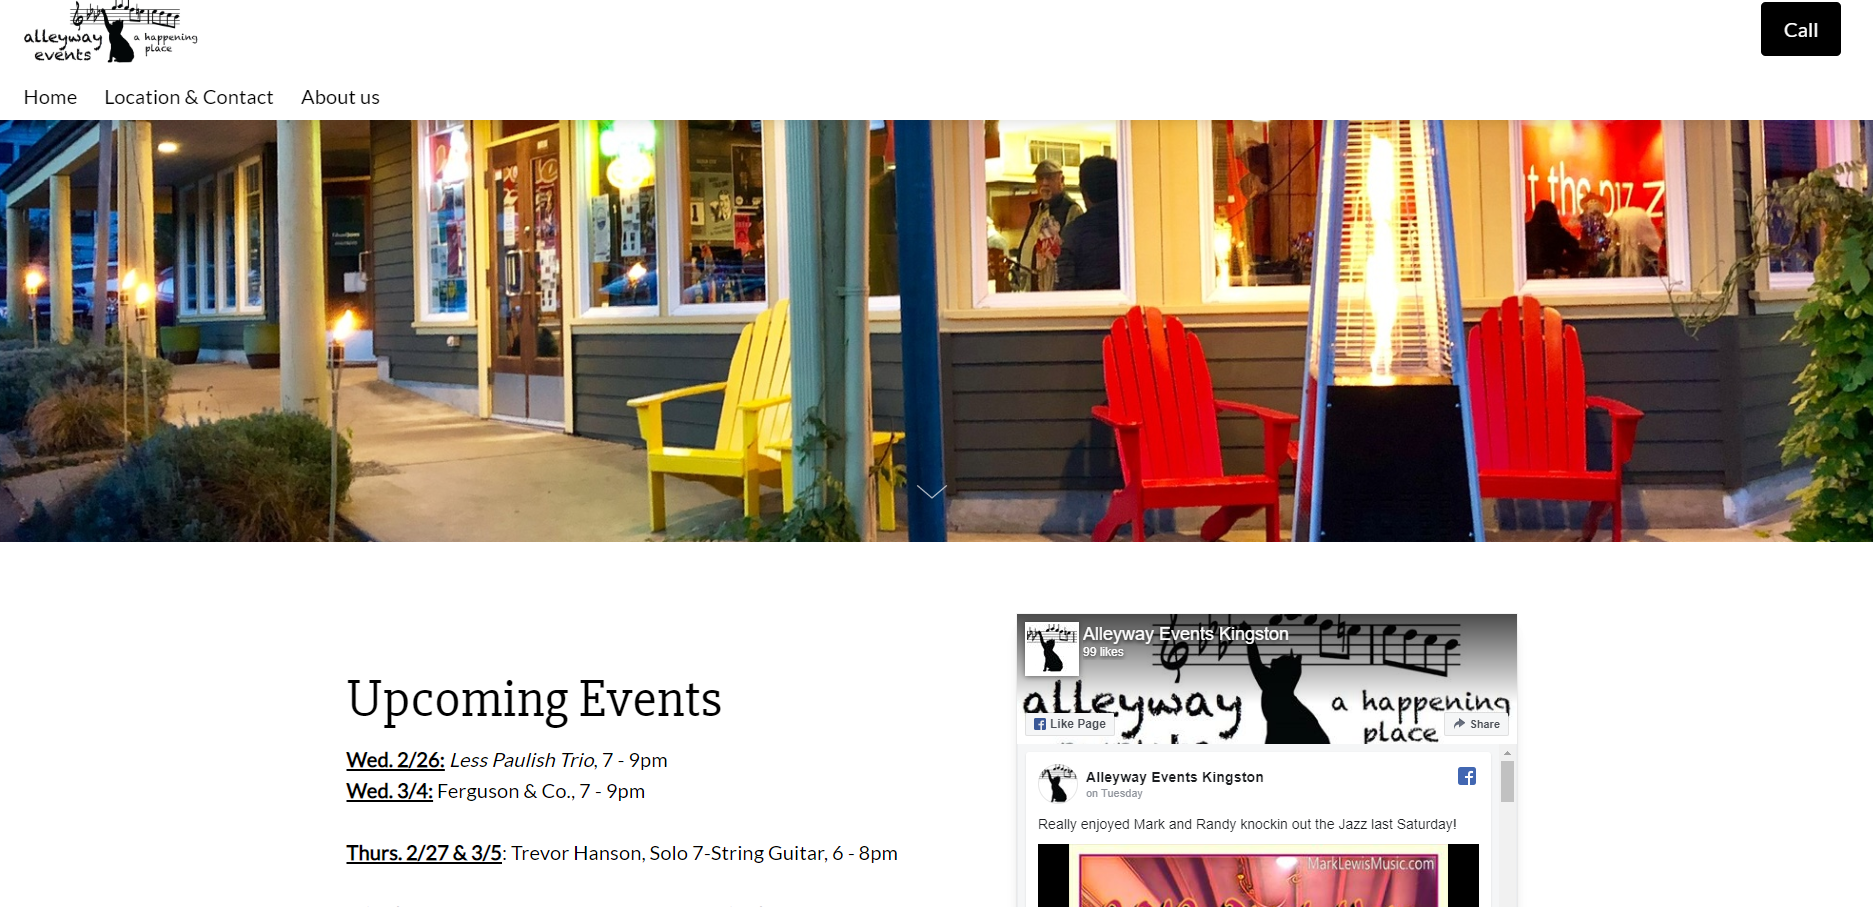 alleyway
events
a happening
place
Call
Home
Location & Contact
About us
t the pizz
Upcoming Events
Wed. 2/26: Less Paulish Trio, 7 - 9pm
Wed. 3/4: Ferguson & Co., 7 - 9pm
Thurs. 2/27 & 3/5: Trevor Hanson, Solo 7-String Guitar, 6 - 8pm
Alleyway Events Kingston
99 likes
alleyway
a happening
place
Like Page
Share
Alleyway Events Kingston
on Tuesday
Really enjoyed Mark and Randy knockin out the Jazz last Saturday!
MarkLewisMusic.com